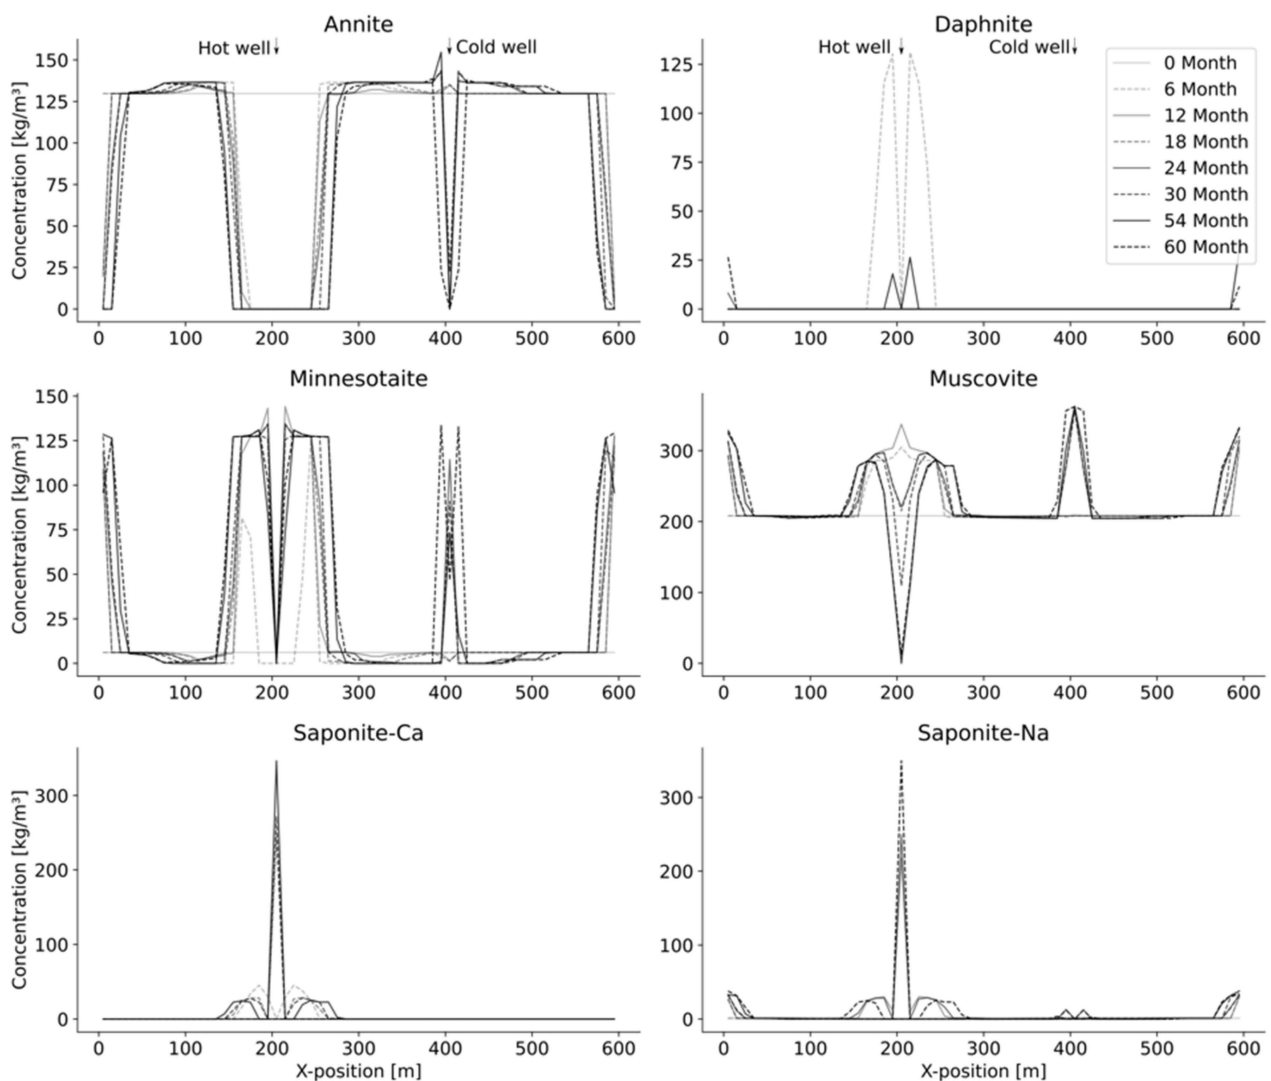 Annite
Hot well
Cold well
Concentration [kg/m³]
150
125
100
75
50
25
0
0 100 200 300 400 500 600
Daphnite
Hot well
Cold well
0 Month
6 Month
12 Month
18 Month
24 Month
30 Month
54 Month
60 Month
125
100
75
50
25
0
0 100 200 300 400 500 600
Minnesotaite
Concentration [kg/m³]
150
125
100
75
50
25
0
0 100 200 300 400 500 600
Muscovite
300
200
100
0
0 100 200 300 400 500 600
Saponite-Ca
Concentration [kg/m³]
300
200
100
0
0 100 200 300 400 500 600
X-position [m]
Saponite-Na
300
200
100
0
0 100 200 300 400 500 600
X-position [m]